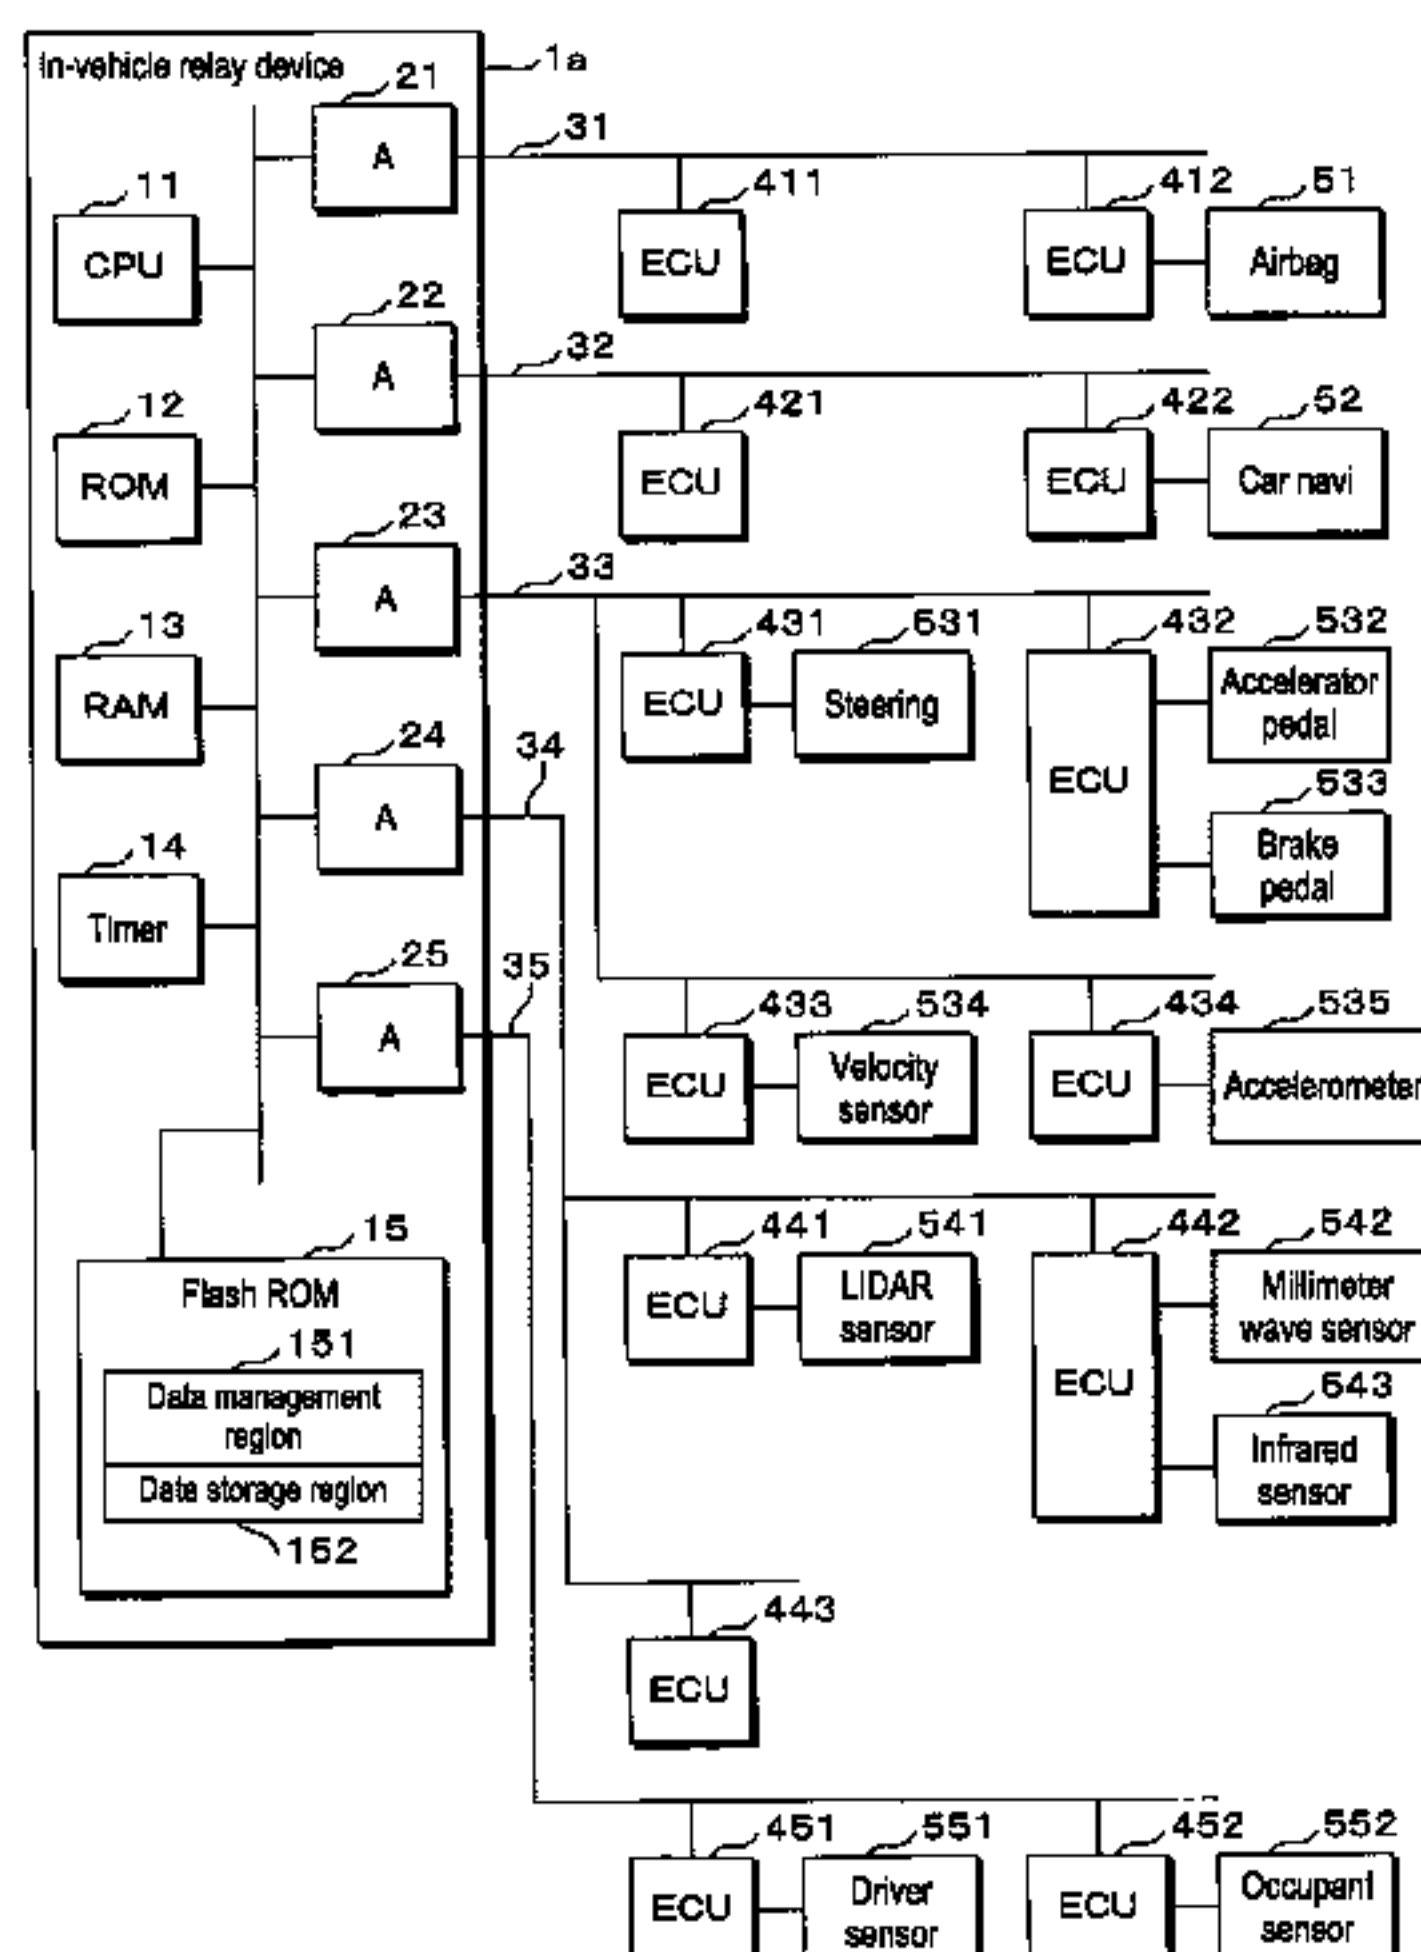 In-vehicle relay device
1a
21
A
31
411
ECU
412
ECU
51
Airbag
11
CPU
22
A
32
421
ECU
422
ECU
52
Car navi
12
ROM
23
A
33
431
ECU
531
Steering
432
ECU
532
Accelerator
pedal
533
Brake
pedal
13
RAM
24
A
34
14
Timer
25
A
35
433
ECU
534
Velocity
sensor
434
ECU
535
Accelerometer
15
Flash ROM
151
Data management
region
Data storage region
152
441
ECU
541
LIDAR
sensor
442
ECU
542
Millimeter
wave sensor
543
Infrared
sensor
443
ECU
451
ECU
551
Driver
sensor
452
ECU
552
Occupant
sensor